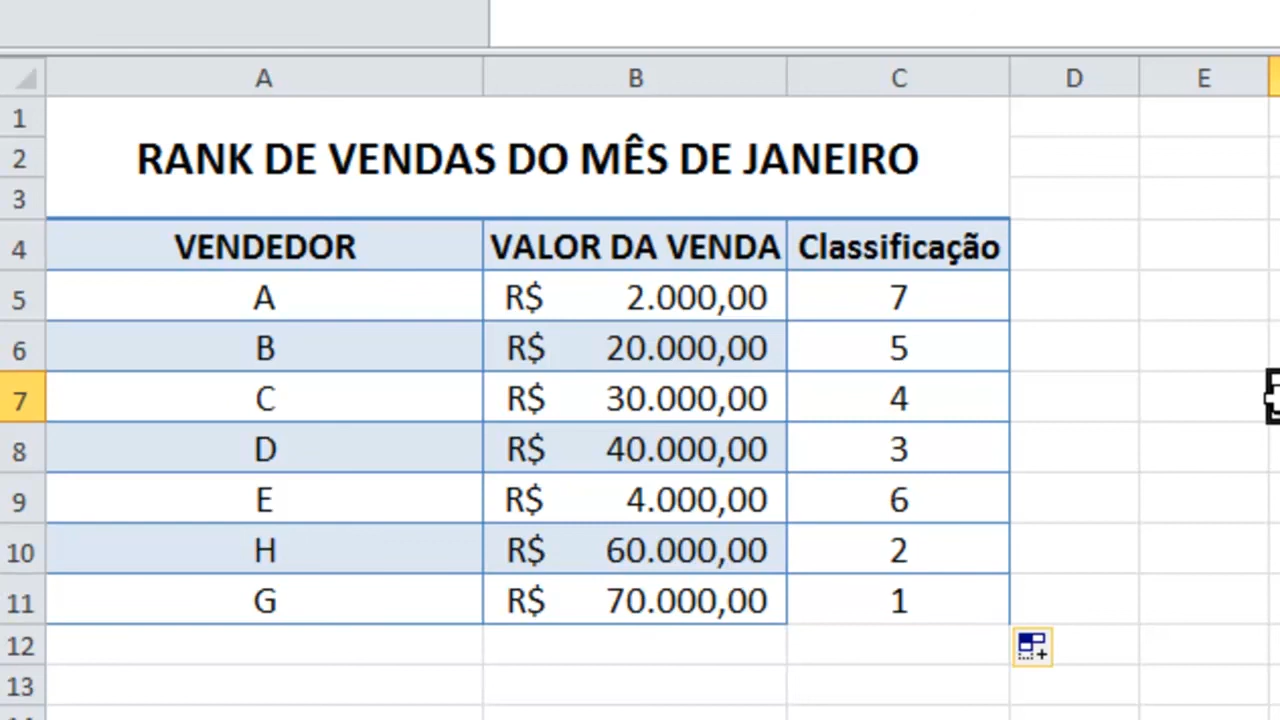 A B C D E
1
2 RANK DE VENDAS DO MÊS DE JANEIRO
3
4 VENDEDOR VALOR DA VENDA Classificação
5 A R$ 2.000,00 7
6 B R$ 20.000,00 5
7 C R$ 30.000,00 4
8 D R$ 40.000,00 3
9 E R$ 4.000,00 6
10 H R$ 60.000,00 2
11 G R$ 70.000,00 1
12
13